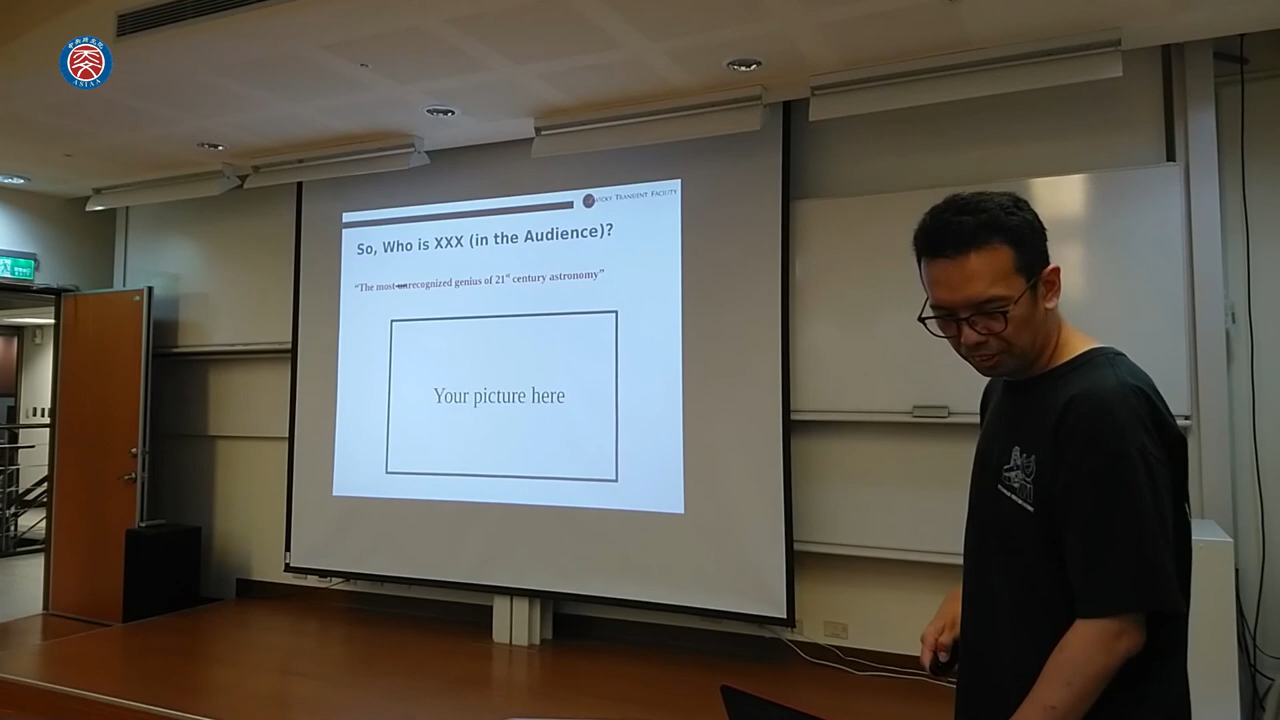 ASIAA
ZWICKY TRANSIENT FACILITY
So, Who is XXX (in the Audience)?
“The most unrecognized genius of 21st century astronomy”
Your picture here